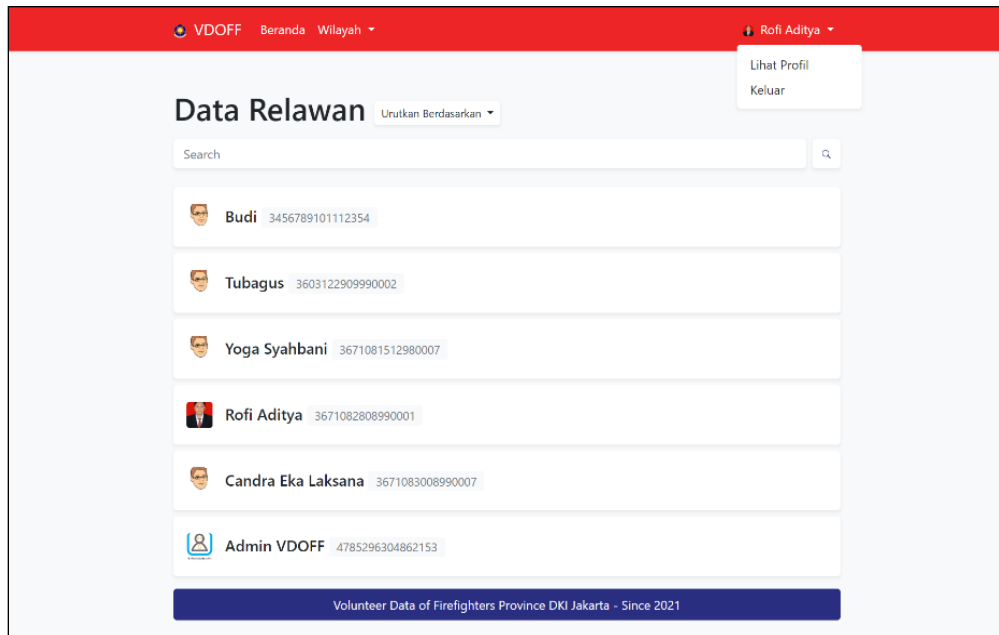 VDOFF Beranda Wilayah Rofi Aditya
Lihat Profil
Keluar
Data Relawan Urutkan Berdasarkan
Search
Budi 3456789101112354
Tubagus 3603122909990002
Yoga Syahbani 3671081512980007
Rofi Aditya 3671082808990001
Candra Eka Laksana 3671083008990007
Admin VDOFF 4785296304862153
Volunteer Data of Firefighters Province DKI Jakarta - Since 2021